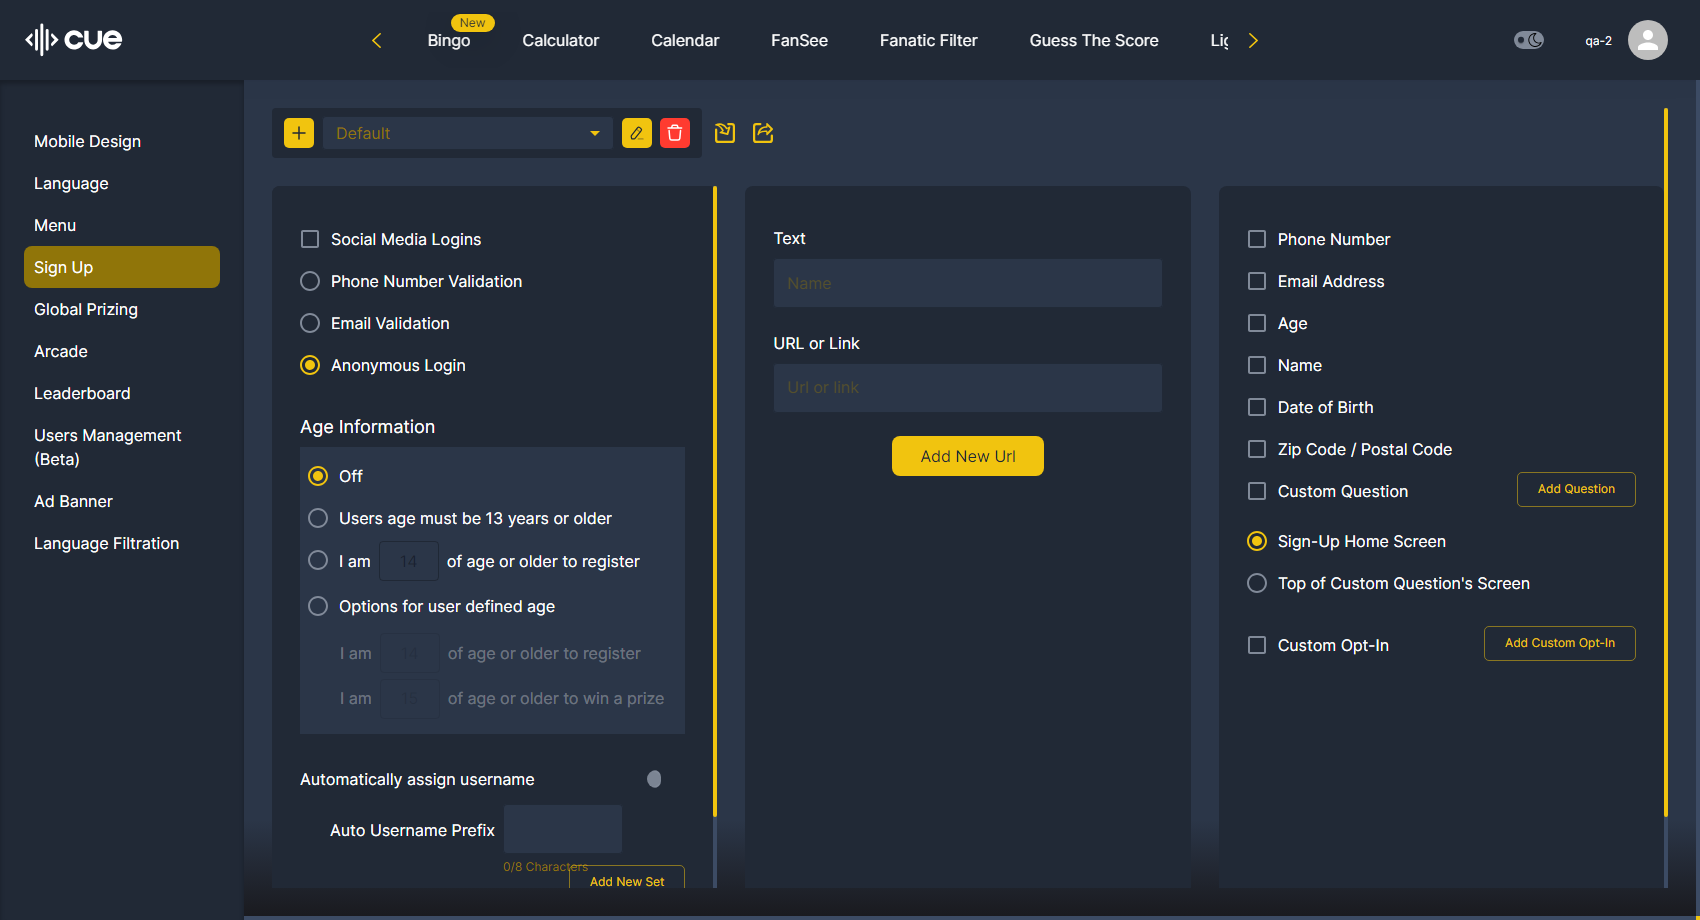 cue
New
Bingo
Calculator
Calendar
FanSee
Fanatic Filter
Guess The Score
Lig
qa-2
Mobile Design
Language
Menu
Sign Up
Global Prizing
Arcade
Leaderboard
Users Management
(Beta)
Ad Banner
Language Filtration
Default
Social Media Logins
Phone Number Validation
Email Validation
Anonymous Login
Age Information
Off
Users age must be 13 years or older
I am 14 of age or older to register
Options for user defined age
I am 14 of age or older to register
I am 15 of age or older to win a prize
Automatically assign username
Auto Username Prefix
0/8 Characters
Add New Set
Text
Name
URL or Link
Url or link
Add New Url
Phone Number
Email Address
Age
Name
Date of Birth
Zip Code / Postal Code
Custom Question
Add Question
Sign-Up Home Screen
Top of Custom Question's Screen
Custom Opt-In
Add Custom Opt-In